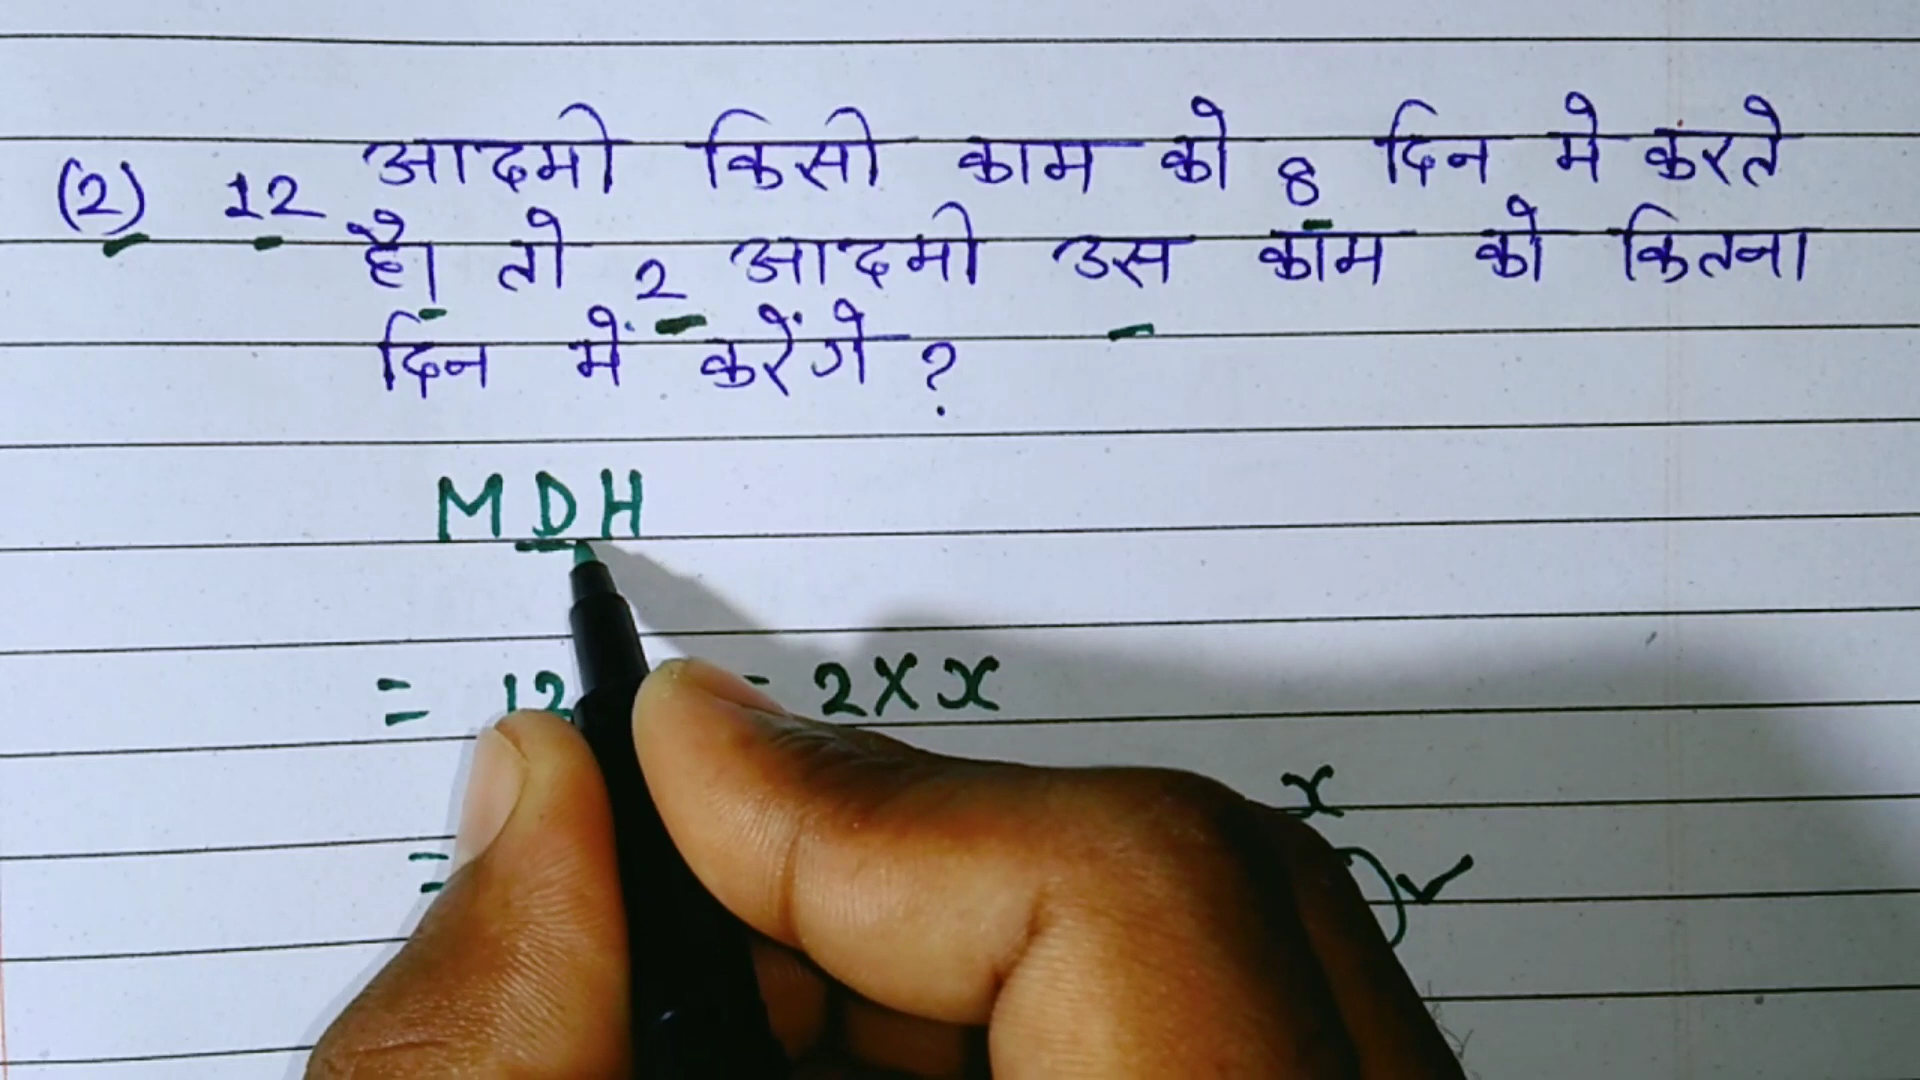 (2) 12 आदमी किसी काम को 8 दिन मे करते
है। तो 2 आदमी उस काम को कितना
दिन में करेंगे ?
MDH
= 12 = 2 X x
x
=